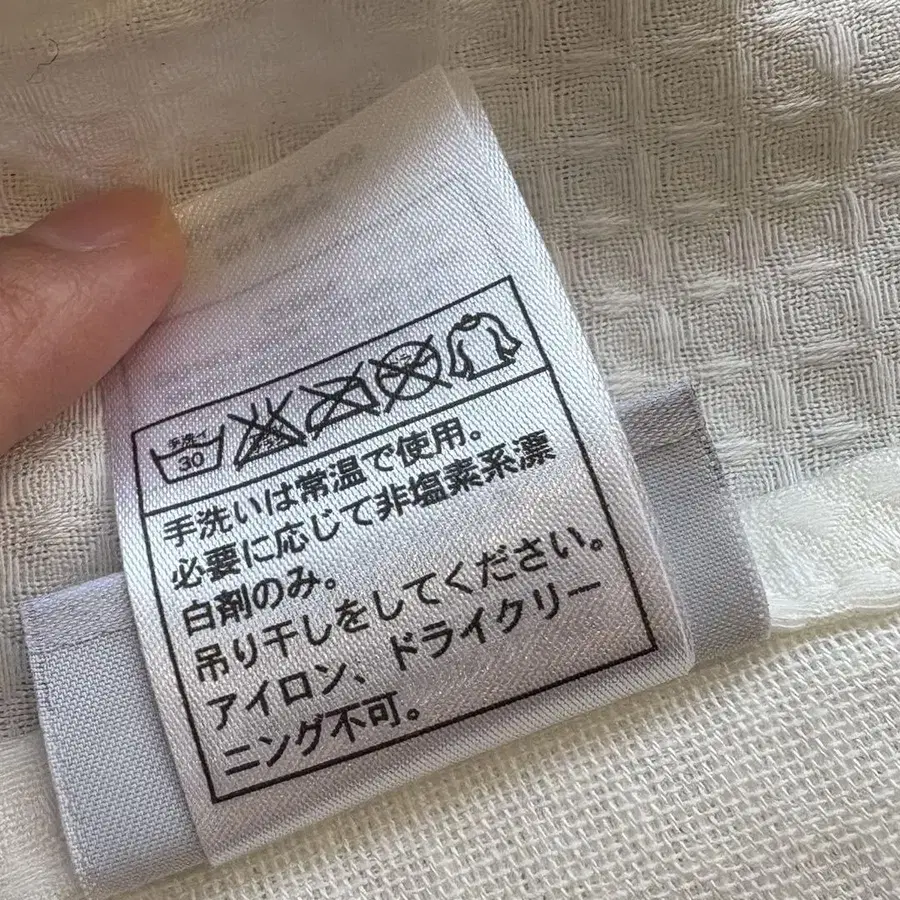 手洗イ
30
手洗いは常温で使用。
必要に応じて非塩素系漂
白剤のみ。
吊り干しをしてください。
アイロン、ドライクリー
ニング不可。